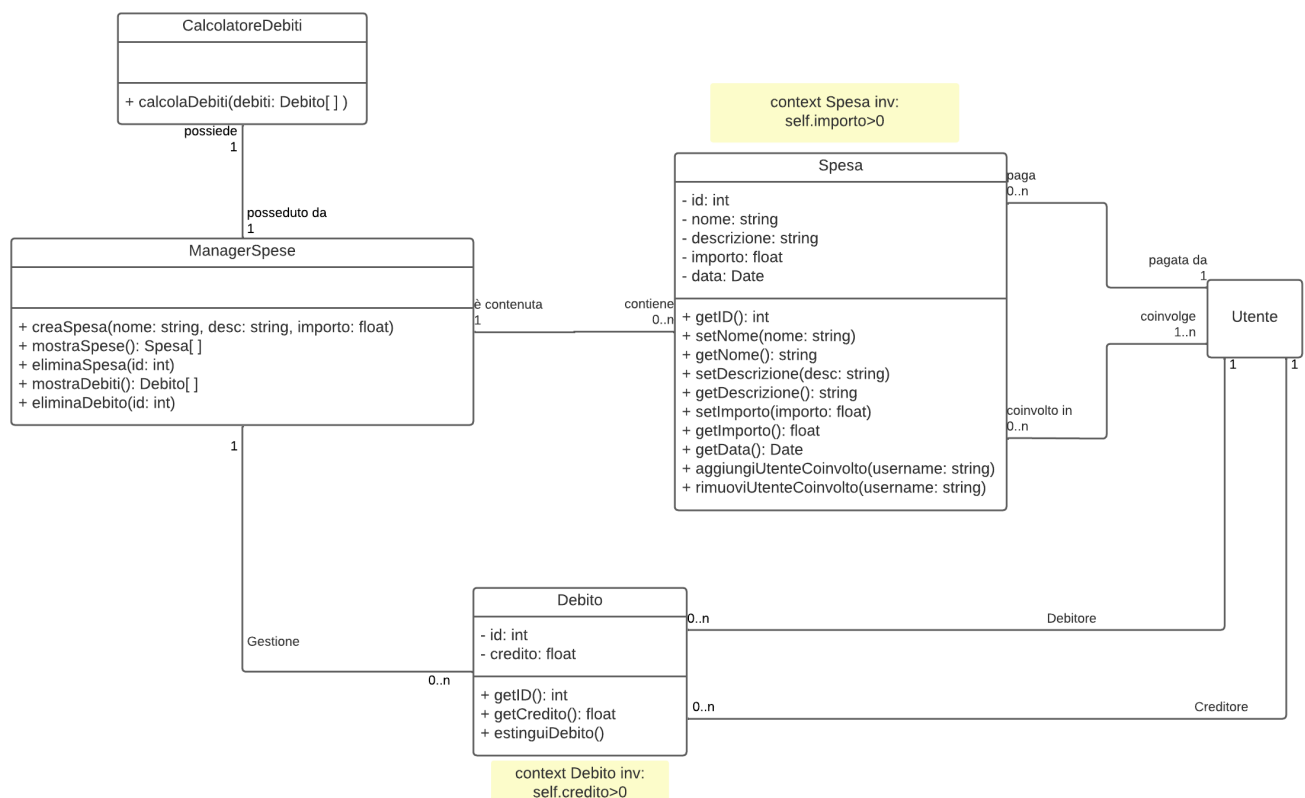 CalcolatoreDebiti
+ calcolaDebiti(debiti: Debito[ ] )
possiede
1
posseduto da
1
ManagerSpese
+ creaSpesa(nome: string, desc: string, importo: float)
+ mostraSpese(): Spesa[ ]
+ eliminaSpesa(id: int)
+ mostraDebiti(): Debito[ ]
+ eliminaDebito(id: int)
è contenuta
1
contiene
0..n
context Spesa inv:
self.importo>0
Spesa
- id: int
- nome: string
- descrizione: string
- importo: float
- data: Date
+ getID(): int
+ setNome(nome: string)
+ getNome(): string
+ setDescrizione(desc: string)
+ getDescrizione(): string
+ setImporto(importo: float)
+ getImporto(): float
+ getData(): Date
+ aggiungiUtenteCoinvolto(username: string)
+ rimuoviUtenteCoinvolto(username: string)
paga
0..n
pagata da
1
coinvolge
1..n
coinvolto in
0..n
Utente
1
1
1
Gestione
0..n
Debito
- id: int
- credito: float
+ getID(): int
+ getCredito(): float
+ estinguiDebito()
0..n
Debitore
0..n
Creditore
context Debito inv:
self.credito>0